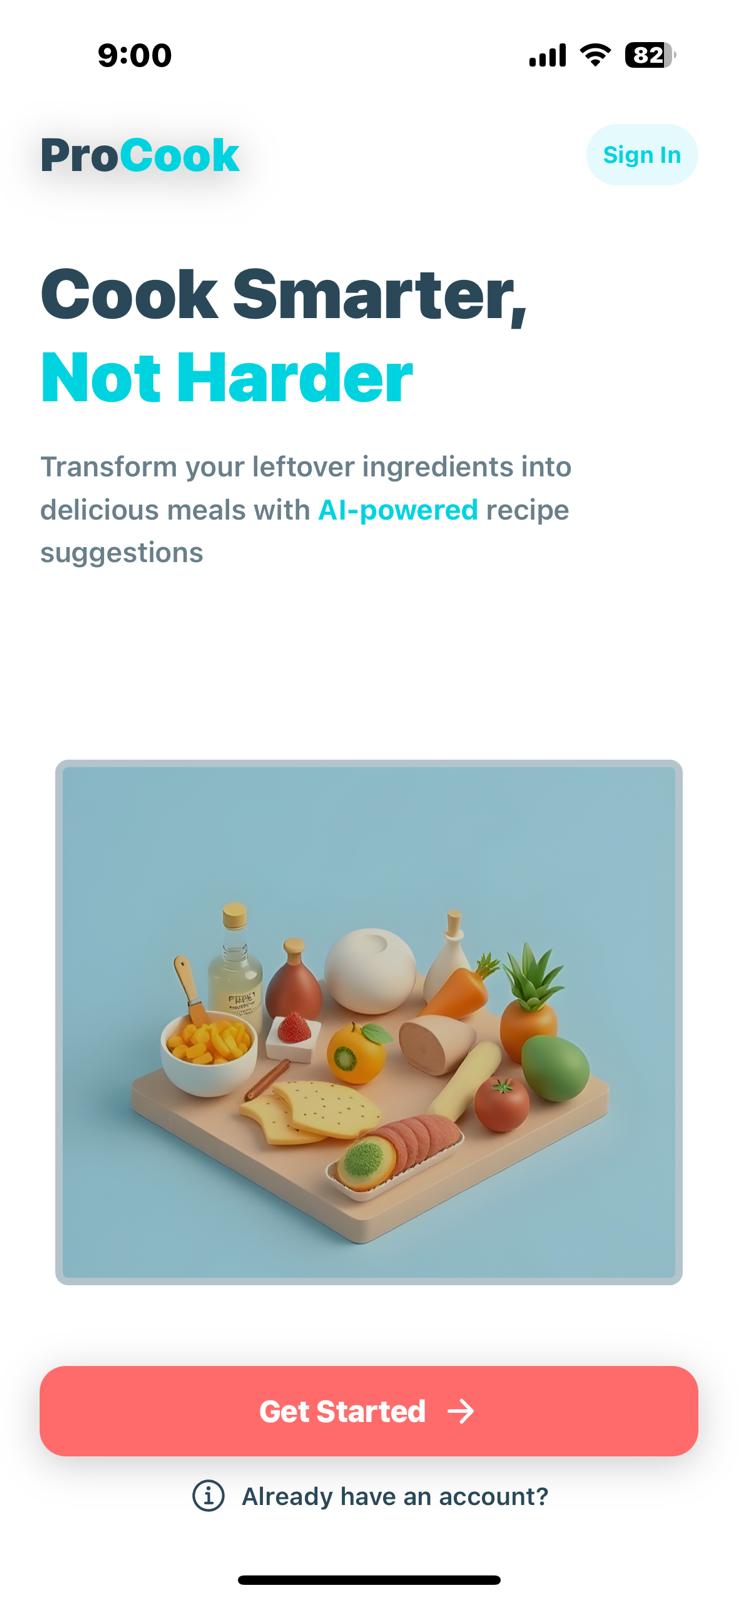 9:00
82
ProCook
Sign In
Cook Smarter,
Not Harder
Transform your leftover ingredients into
delicious meals with AI-powered recipe
suggestions
Get Started
Already have an account?